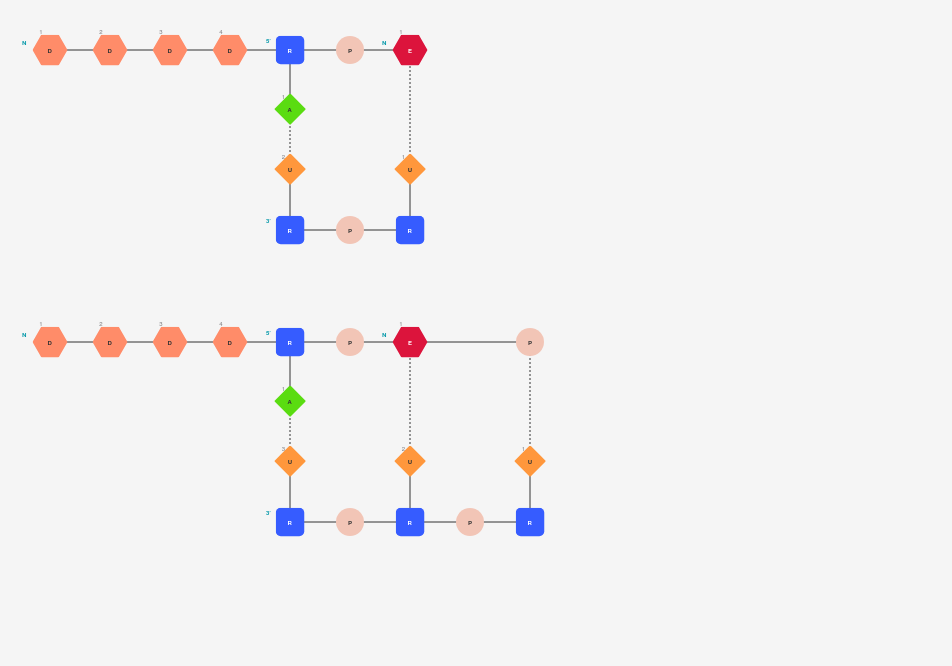 1 2 3 4 1
N D D D D 5' R P N E
1
A
2 1
U U
3' R P R
1 2 3 4 1
N D D D D 5' R P N E P
1
A
3 2 1
U U U
3' R P R P R